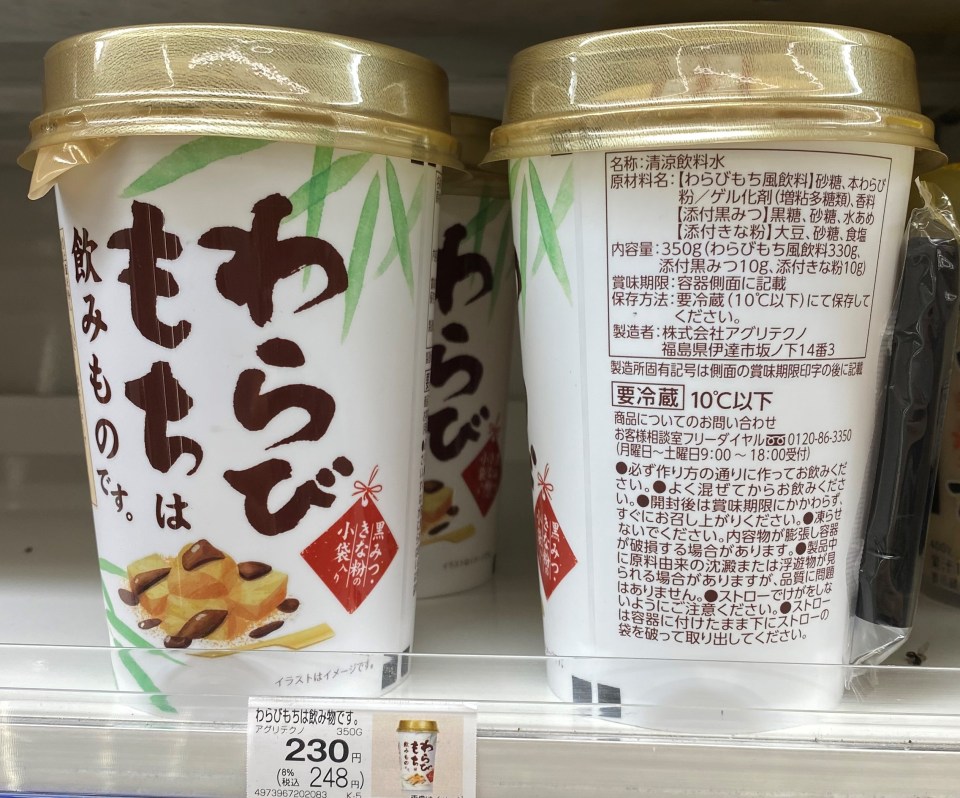 わらび
もちは
飲みものです。
黒みつ・
きな粉の
小袋入り
イラストはイメージです。
名称:清涼飲料水
原材料名:【わらびもち風飲料】砂糖、本わらび
粉/ゲル化剤(増粘多糖類)、香料
【添付黒みつ】黒糖、砂糖、水あめ
【添付きな粉】大豆、砂糖、食塩
内容量:350g(わらびもち風飲料330g、
添付黒みつ10g、添付きな粉10g)
賞味期限:容器側面に記載
保存方法:要冷蔵(10℃以下)にて保存して
ください。
製造者:株式会社アグリテクノ
福島県伊達市坂ノ下14番3
製造所固有記号は側面の賞味期限印字の後に記載
要冷蔵 10℃以下
商品についてのお問い合わせ
お客様相談室フリーダイヤル 0120-86-3350
(月曜日〜土曜日9:00〜18:00受付)
●必ず作り方の通りに作ってお飲みくだ
さい。●よく混ぜてからお飲みくださ
い。●開封後は賞味期限にかかわらず、
すぐにお召し上がりください。●凍らせ
ないでください。内容物が膨張し容器
が破損する場合があります。●製品中
に原料由来の沈澱または浮遊物が見
られる場合がありますが、品質に問題
はありません。●ストローでけがをしな
いようにご注意ください。●ストロー
は容器に付けたまま下にストローの
袋を破って取り出してください。
わらび
黒みつ・
きな粉
わらびもちは飲み物です。
アグリテクノ 350G
230円
(8%税込 248円)
4973967202083 K-5
わらび
もちは
飲みものです。